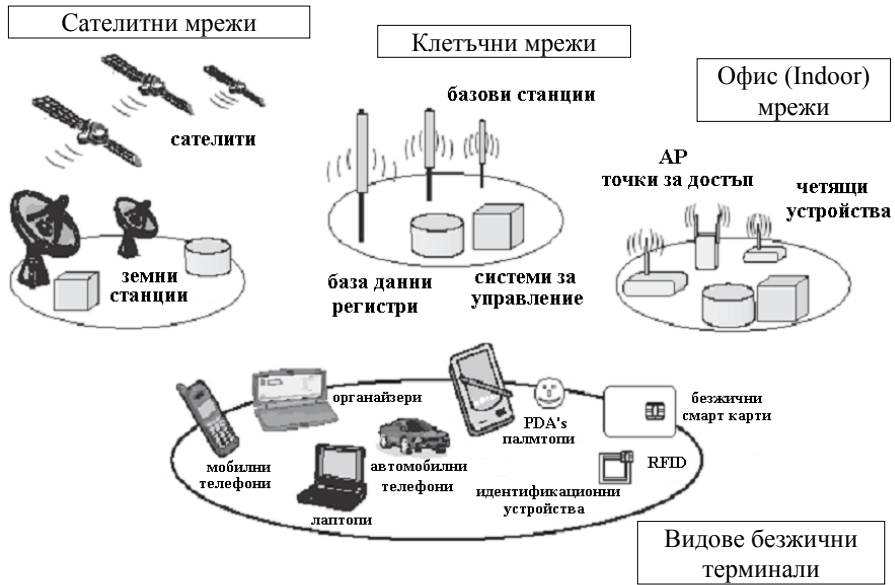 Сателитни мрежи
Клетъчни мрежи
Офис (Indoor)
мрежи
сателити
базови станции
AP
точки за достъп
четящи
устройства
земни
станции
база данни
регистри
системи за
управление
органайзери
PDA's
палмтопи
безжични
смарт карти
мобилни
телефони
автомобилни
телефони
RFID
идентификационни
устройства
лаптопи
Видове безжични
терминали